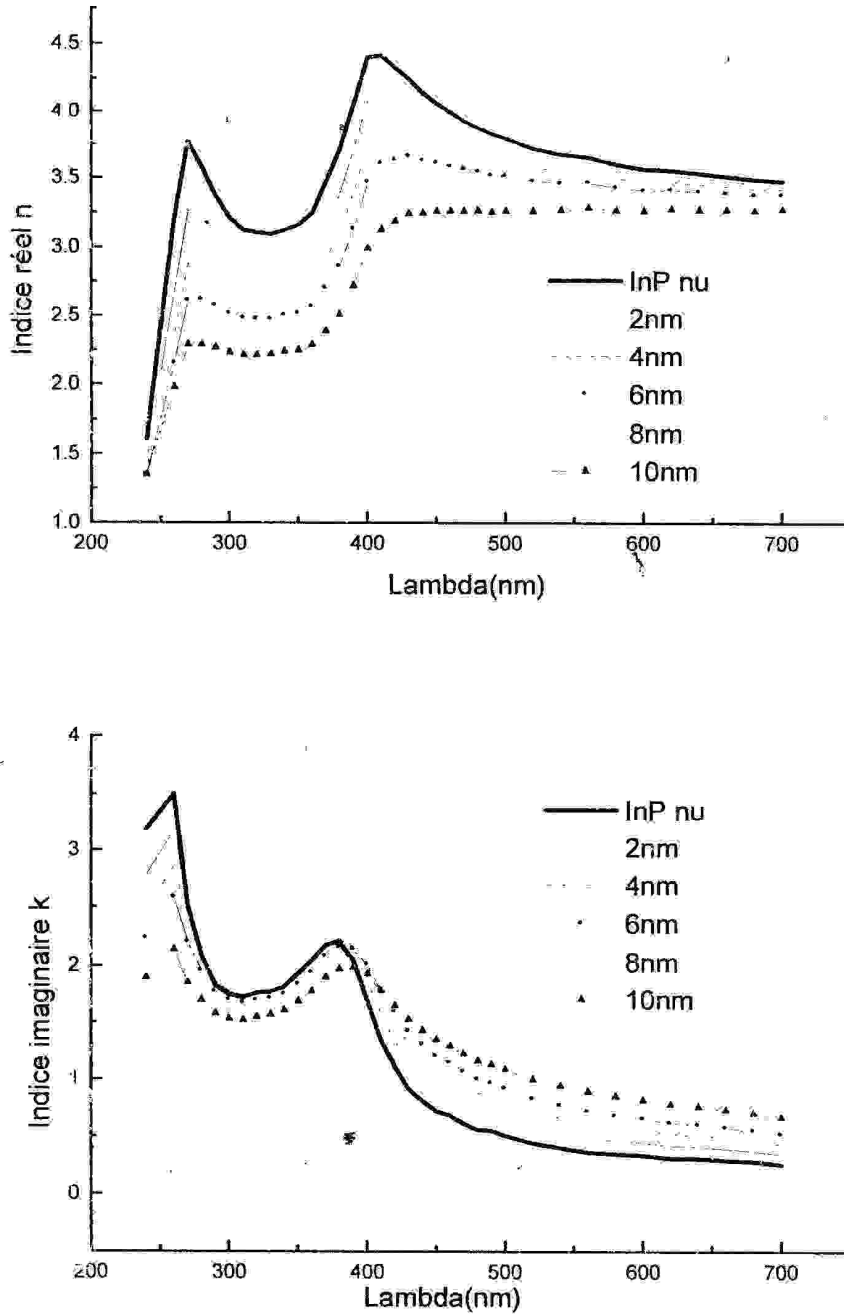 4.5
4.0
3.5
3.0
2.5
2.0
1.5
1.0
Indice réel n
InP nu
2nm
4nm
6nm
8nm
10nm
200 300 400 500 600 700
Lambda(nm)
4
3
2
1
0
Indice imaginaire k
InP nu
2nm
4nm
6nm
8nm
10nm
200 300 400 500 600 700
Lambda(nm)